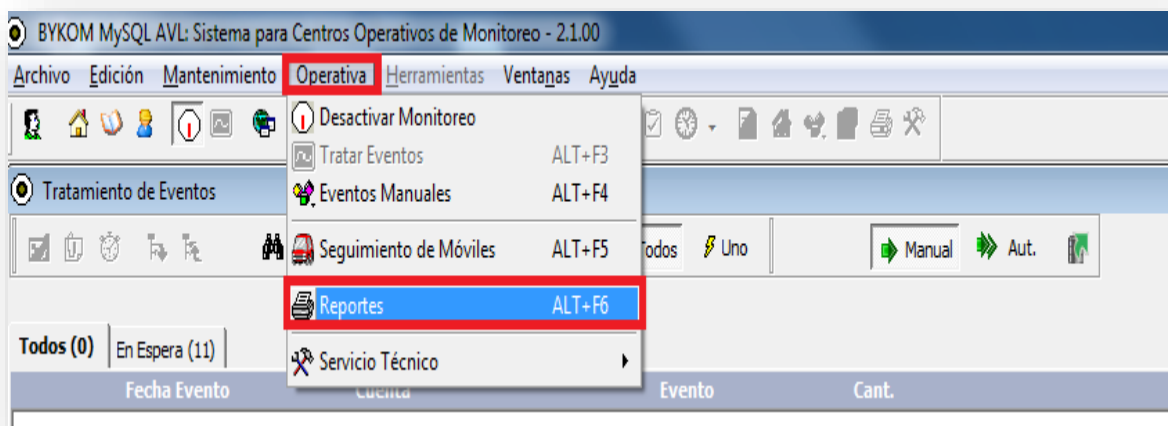 BYKOM MySQL AVL: Sistema para Centros Operativos de Monitoreo - 2.1.00
Archivo Edición Mantenimiento Operativa Herramientas Ventanas Ayuda
Desactivar Monitoreo
Tratar Eventos ALT+F3
Tratamiento de Eventos
Eventos Manuales ALT+F4
Seguimiento de Móviles ALT+F5
Todos Uno Manual Aut.
Reportes ALT+F6
Todos (0) En Espera (11)
Servicio Técnico
Fecha Evento Cuenta Evento Cant.